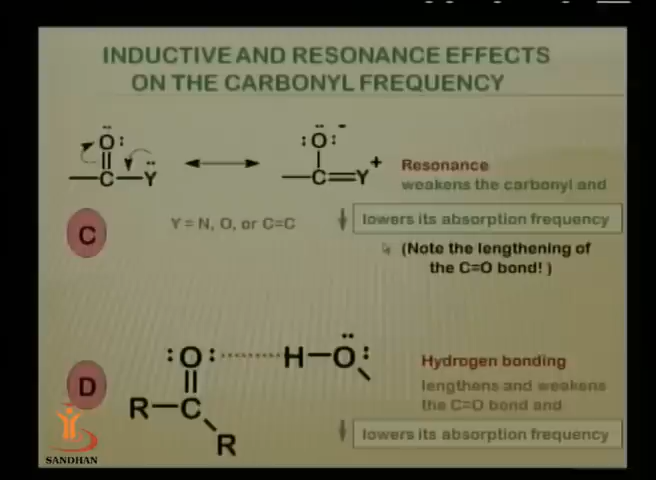 INDUCTIVE AND RESONANCE EFFECTS
ON THE CARBONYL FREQUENCY
O
C Y
O -
C=Y +
Resonance
weakens the carbonyl and
lowers its absorption frequency
C
Y = N, O, or C=C
(Note the lengthening of
the C=O bond! )
O H-O
D
R-C
R
Hydrogen bonding
lengthens and weakens
the C=O bond and
lowers its absorption frequency
SANDHAN